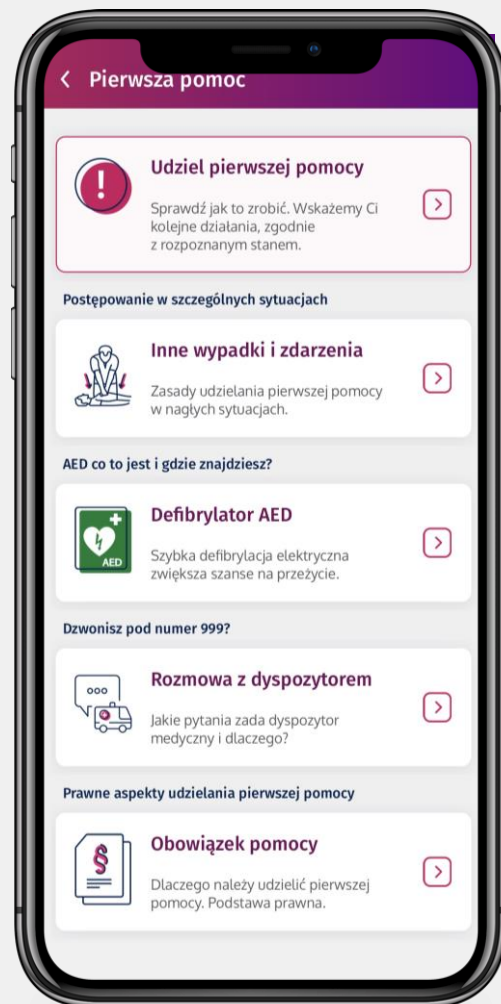 Pierwsza pomoc
Udziel pierwszej pomocy
Sprawdź jak to zrobić. Wskażemy Ci
kolejne działania, zgodnie
z rozpoznanym stanem.
Postępowanie w szczególnych sytuacjach
Inne wypadki i zdarzenia
Zasady udzielania pierwszej pomocy
w nagłych sytuacjach.
AED co to jest i gdzie znajdziesz?
AED
Defibrylator AED
Szybka defibrylacja elektryczna
zwiększa szanse na przeżycie.
Dzwonisz pod numer 999?
Rozmowa z dyspozytorem
Jakie pytania zada dyspozytor
medyczny i dlaczego?
Prawne aspekty udzielania pierwszej pomocy
§
Obowiązek pomocy
Dlaczego należy udzielić pierwszej
pomocy. Podstawa prawna.